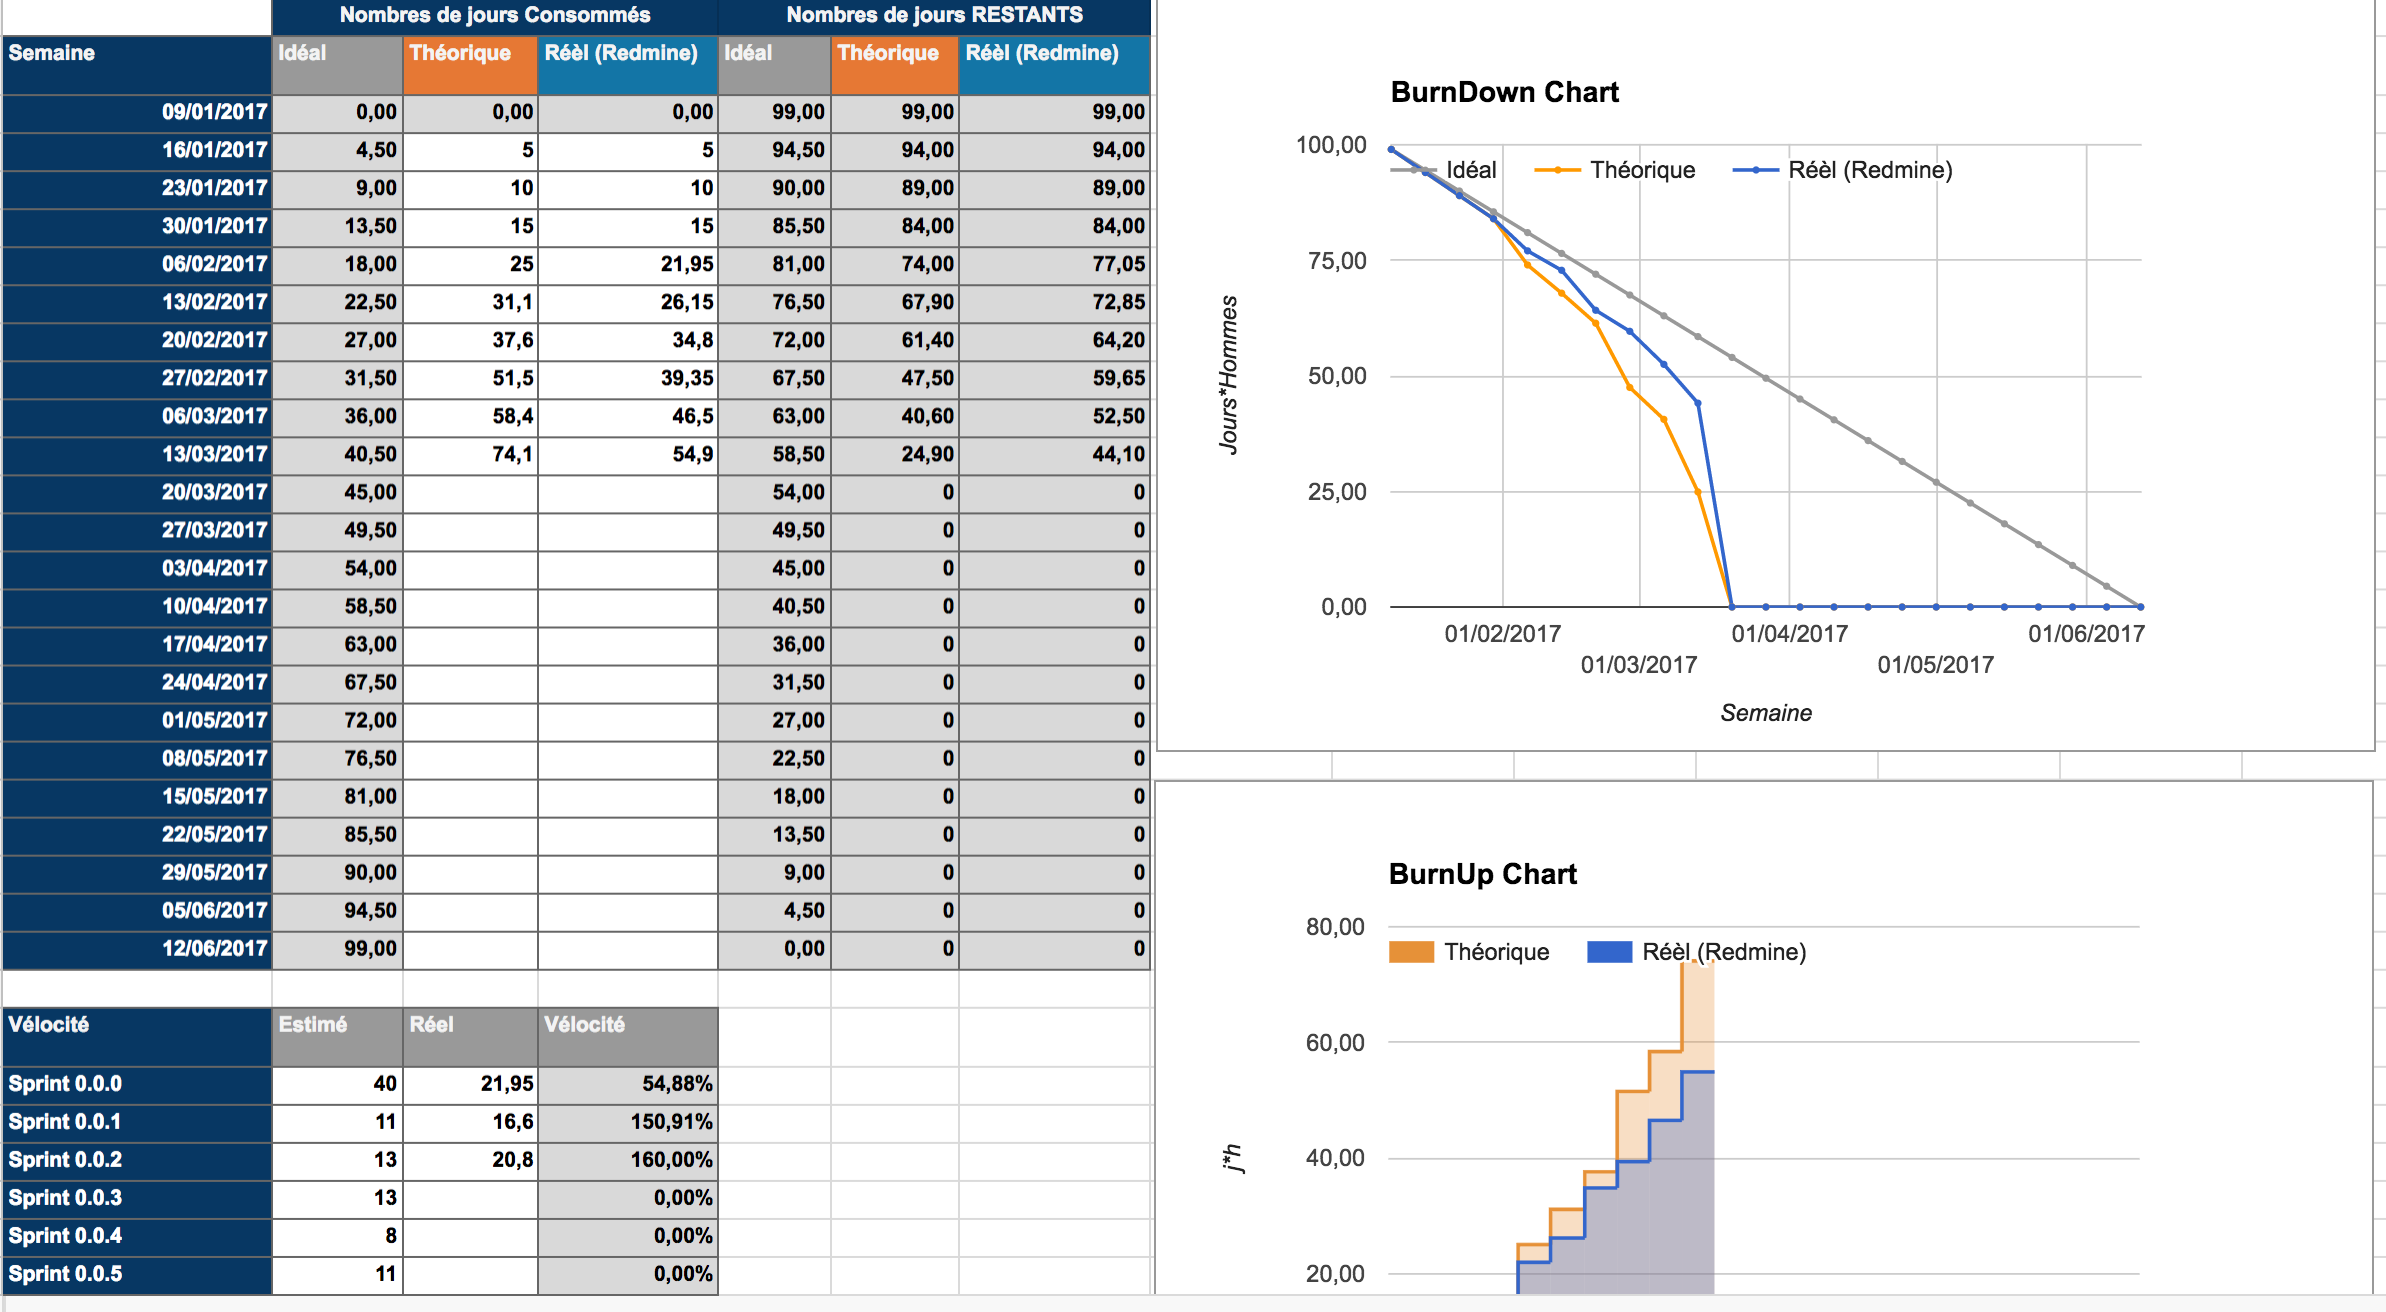 Nombres de jours Consommés Nombres de jours RESTANTS
Semaine Idéal Théorique Réèl (Redmine) Idéal Théorique Réèl (Redmine)
09/01/2017 0,00 0,00 0,00 99,00 99,00 99,00
16/01/2017 4,50 5 5 94,50 94,00 94,00
23/01/2017 9,00 10 10 90,00 89,00 89,00
30/01/2017 13,50 15 15 85,50 84,00 84,00
06/02/2017 18,00 25 21,95 81,00 74,00 77,05
13/02/2017 22,50 31,1 26,15 76,50 67,90 72,85
20/02/2017 27,00 37,6 34,8 72,00 61,40 64,20
27/02/2017 31,50 51,5 39,35 67,50 47,50 59,65
06/03/2017 36,00 58,4 46,5 63,00 40,60 52,50
13/03/2017 40,50 74,1 54,9 58,50 24,90 44,10
20/03/2017 45,00 54,00 0 0
27/03/2017 49,50 49,50 0 0
03/04/2017 54,00 45,00 0 0
10/04/2017 58,50 40,50 0 0
17/04/2017 63,00 36,00 0 0
24/04/2017 67,50 31,50 0 0
01/05/2017 72,00 27,00 0 0
08/05/2017 76,50 22,50 0 0
15/05/2017 81,00 18,00 0 0
22/05/2017 85,50 13,50 0 0
29/05/2017 90,00 9,00 0 0
05/06/2017 94,50 4,50 0 0
12/06/2017 99,00 0,00 0 0
Vélocité Estimé Réel Vélocité
Sprint 0.0.0 40 21,95 54,88%
Sprint 0.0.1 11 16,6 150,91%
Sprint 0.0.2 13 20,8 160,00%
Sprint 0.0.3 13 0,00%
Sprint 0.0.4 8 0,00%
Sprint 0.0.5 11 0,00%
BurnDown Chart
Idéal Théorique Réèl (Redmine)
100,00
75,00
50,00
25,00
0,00
Jours*Hommes
01/02/2017 01/04/2017 01/06/2017
01/03/2017 01/05/2017
Semaine
BurnUp Chart
80,00
Théorique Réèl (Redmine)
60,00
40,00
20,00
j*h